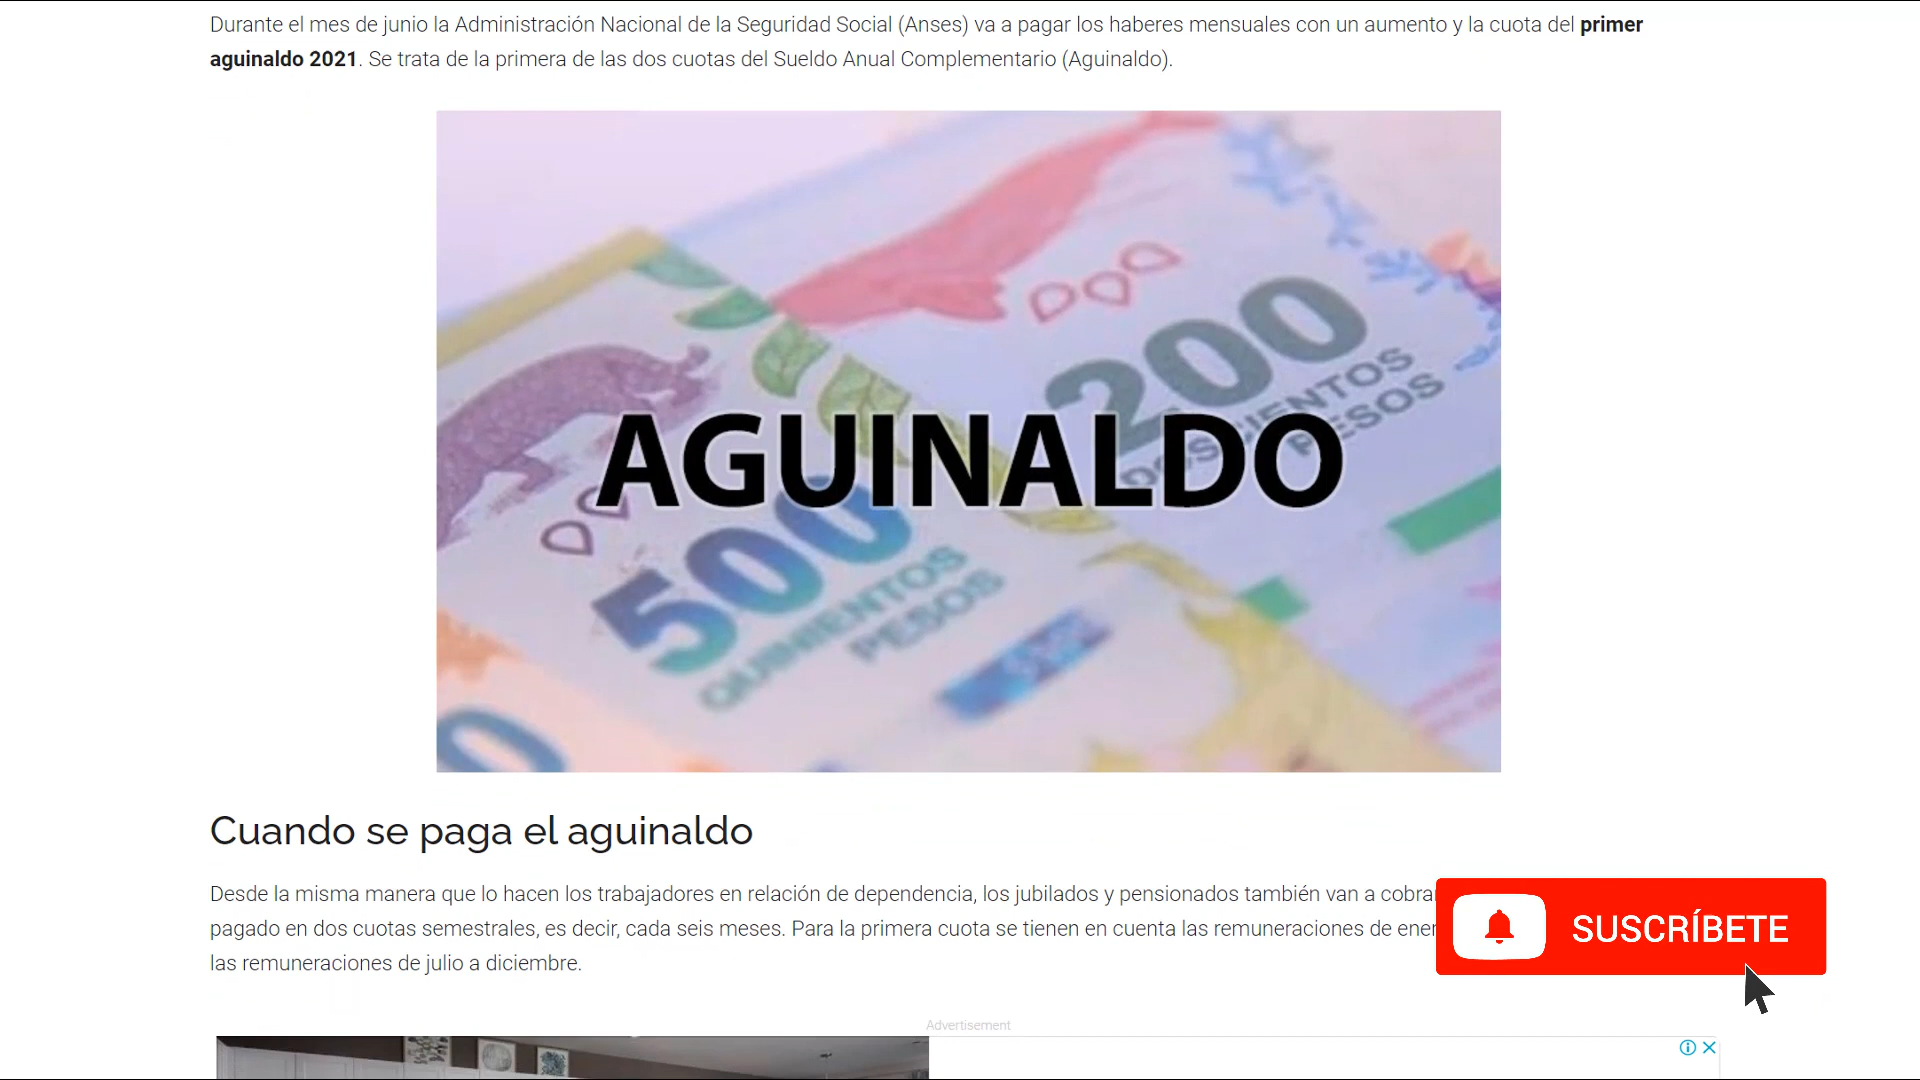 Durante el mes de junio la Administración Nacional de la Seguridad Social (Anses) va a pagar los haberes mensuales con un aumento y la cuota del primer
aguinaldo 2021. Se trata de la primera de las dos cuotas del Sueldo Anual Complementario (Aguinaldo).
200
DOSCIENTOS
PESOS
AGUINALDO
500
QUINIENTOS
PESOS
Cuando se paga el aguinaldo
Desde la misma manera que lo hacen los trabajadores en relación de dependencia, los jubilados y pensionados también van a
pagado en dos cuotas semestrales, es decir, cada seis meses. Para la primera cuota se tienen en cuenta las remuneraciones de
las remuneraciones de julio a diciembre.
SUSCRÍBETE
Advertisement